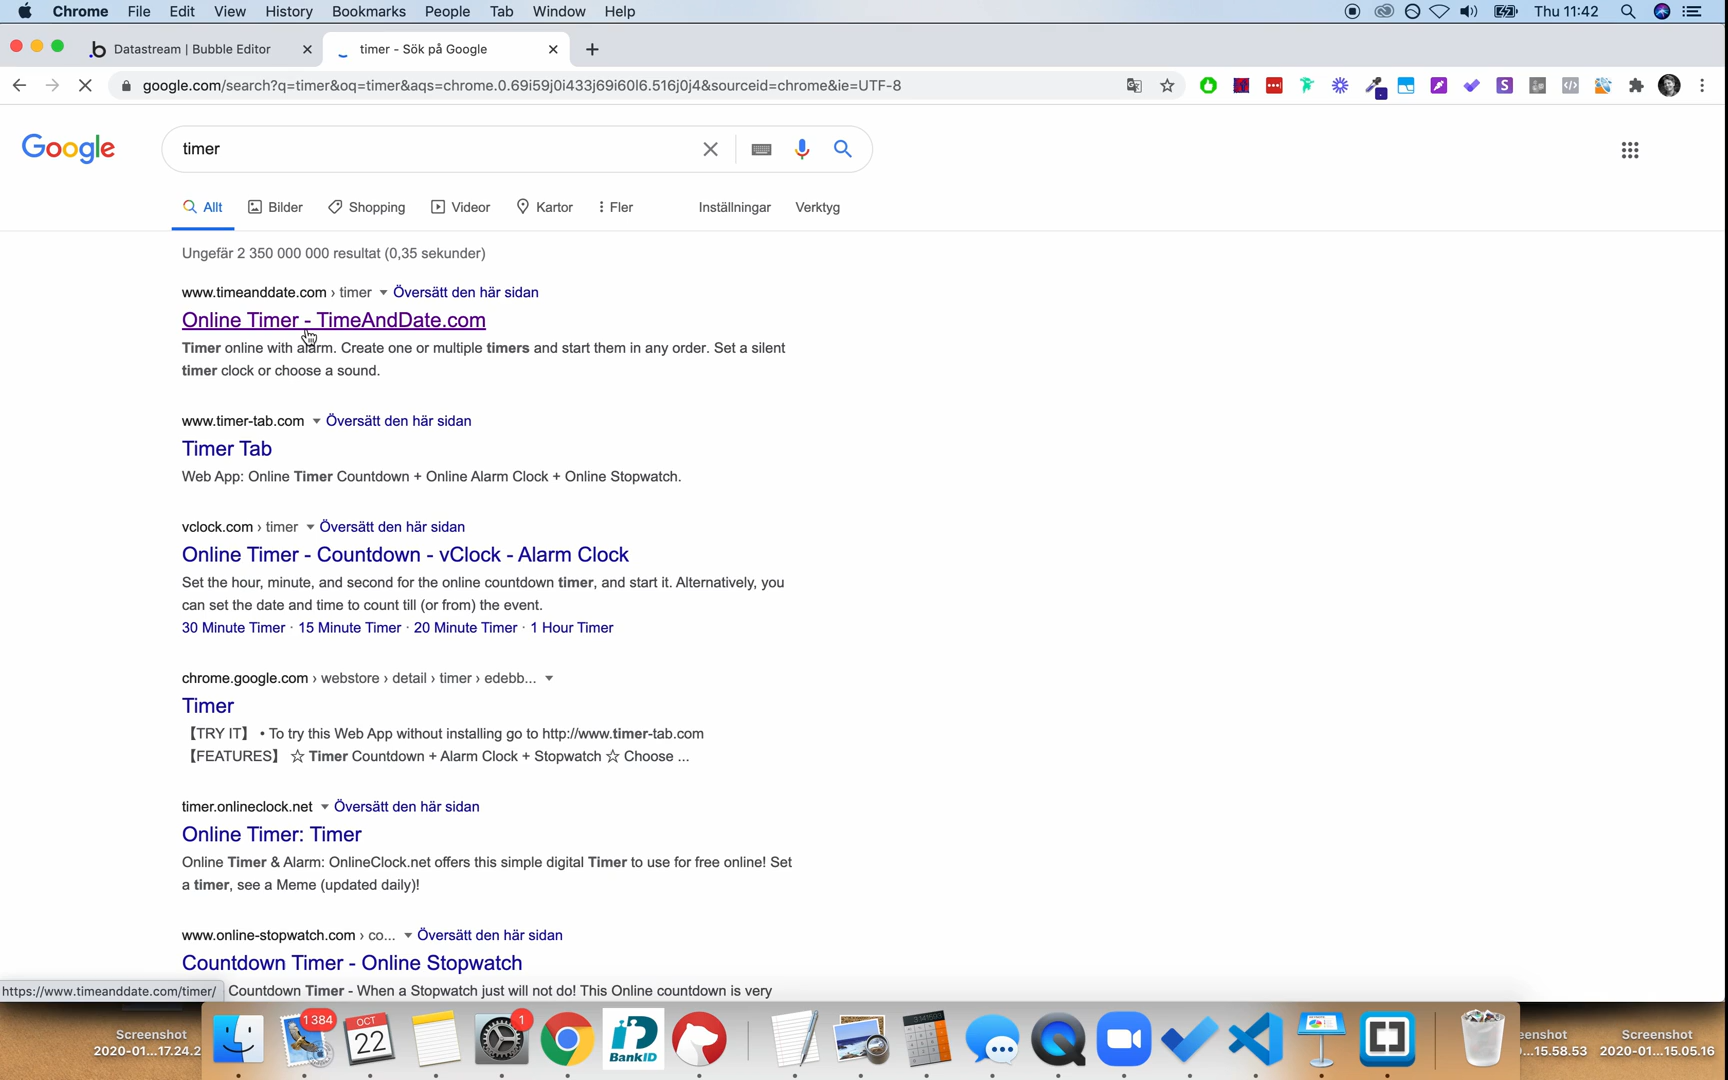 Chrome File Edit View History Bookmarks People Tab Window Help Thu 11:42
Datastream | Bubble Editor timer - Sök på Google
google.com/search?q=timer&oq=timer&aqs=chrome.0.69i59j0i433j69i60l6.516j0j4&sourceid=chrome&ie=UTF-8
Google timer
Allt Bilder Shopping Videor Kartor Fler Inställningar Verktyg
Ungefär 2 350 000 000 resultat (0,35 sekunder)
www.timeanddate.com › timer Översätt den här sidan
Online Timer - TimeAndDate.com
Timer online with alarm. Create one or multiple timers and start them in any order. Set a silent
timer clock or choose a sound.
www.timer-tab.com Översätt den här sidan
Timer Tab
Web App: Online Timer Countdown + Online Alarm Clock + Online Stopwatch.
vclock.com › timer Översätt den här sidan
Online Timer - Countdown - vClock - Alarm Clock
Set the hour, minute, and second for the online countdown timer, and start it. Alternatively, you
can set the date and time to count till (or from) the event.
30 Minute Timer · 15 Minute Timer · 20 Minute Timer · 1 Hour Timer
chrome.google.com › webstore › detail › timer › edebb...
Timer
【TRY IT】 • To try this Web App without installing go to http://www.timer-tab.com
【FEATURES】 ☆ Timer Countdown + Alarm Clock + Stopwatch ☆ Choose ...
timer.onlineclock.net Översätt den här sidan
Online Timer: Timer
Online Timer & Alarm: OnlineClock.net offers this simple digital Timer to use for free online! Set
a timer, see a Meme (updated daily)!
www.online-stopwatch.com › co... Översätt den här sidan
Countdown Timer - Online Stopwatch
https://www.timeanddate.com/timer/ Countdown Timer - When a Stopwatch just will not do! This Online countdown is very
1 384 OCT 22 1 BankID
Screenshot
2020-01...17.24.2
eenshot
...15.58.53
Screenshot
2020-01...15.05.16